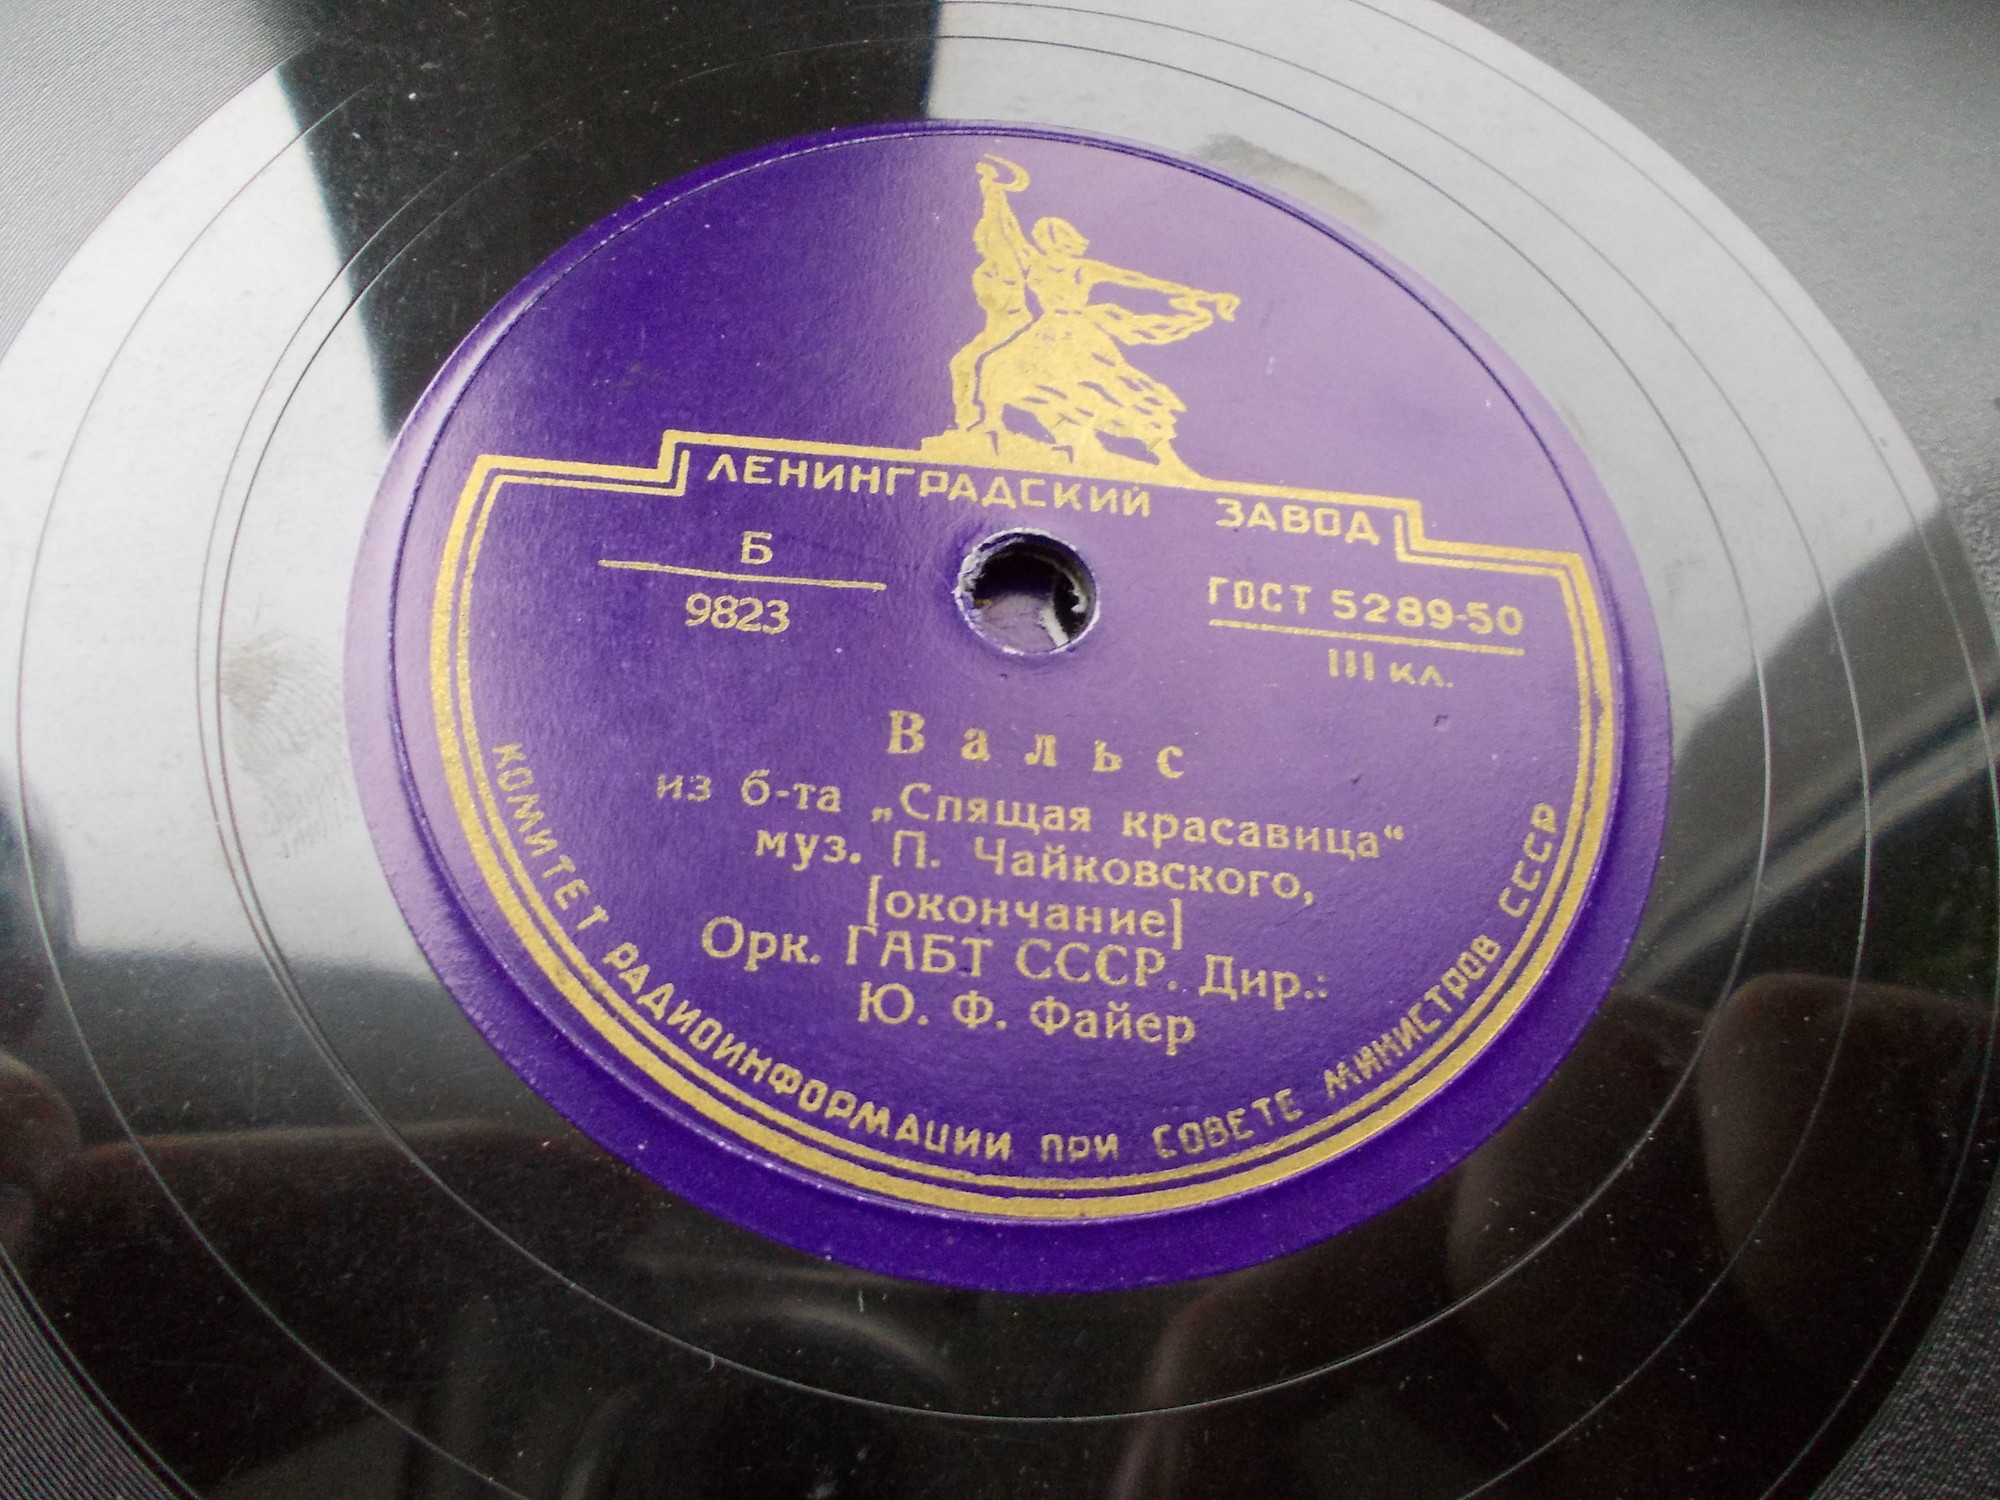 ЛЕНИНГРАДСКИЙ ЗАВОД
Б
9823
ГОСТ 5289-50
III кл.
Вальс
из б-та „Спящая красавица“
муз. П. Чайковского,
[окончание]
Орк. ГАБТ СССР. Дир.:
Ю. Ф. Файер
КОМИТЕТ РАДИОИНФОРМАЦИИ ПРИ СОВЕТЕ МИНИСТРОВ СССР